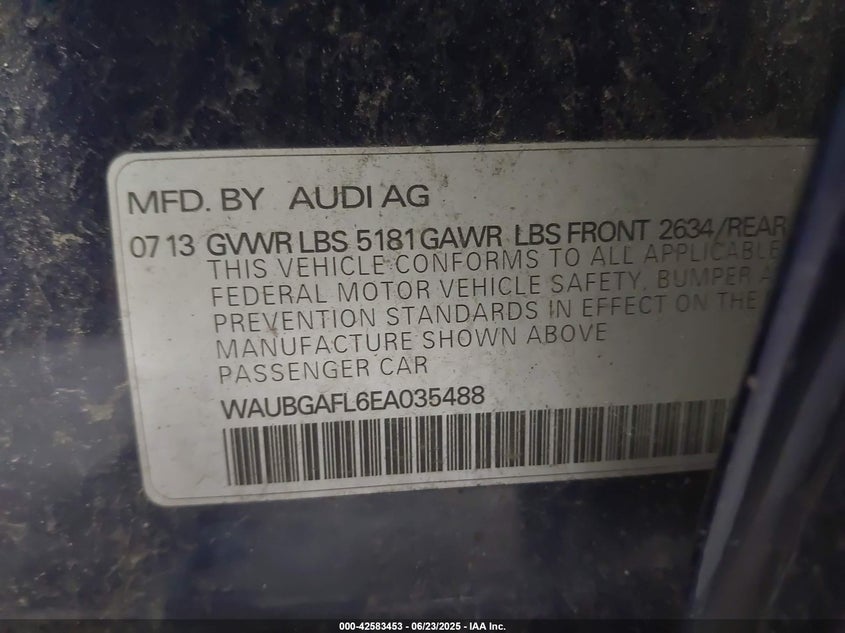 MFD. BY AUDI AG
07 13 GVWR LBS 5181 GAWR LBS FRONT 2634/REAR
THIS VEHICLE CONFORMS TO ALL APPLICABLE
FEDERAL MOTOR VEHICLE SAFETY, BUMPER
PREVENTION STANDARDS IN EFFECT ON THE
MANUFACTURE SHOWN ABOVE
PASSENGER CAR
WAUBGAFL6EA035488
000-42583453 - 06/23/2025 - IAA Inc.